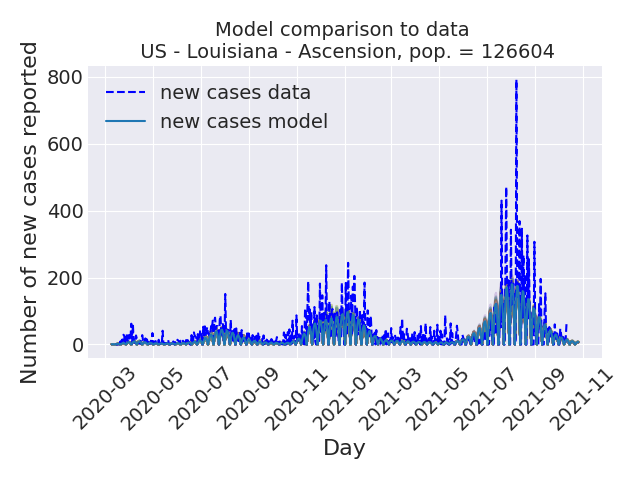 Model comparison to data
US - Louisiana - Ascension, pop. = 126604
Number of new cases reported
800
600
400
200
0
new cases data
new cases model
2020-03
2020-05
2020-07
2020-09
2020-11
2021-01
2021-03
2021-05
2021-07
2021-09
2021-11
Day